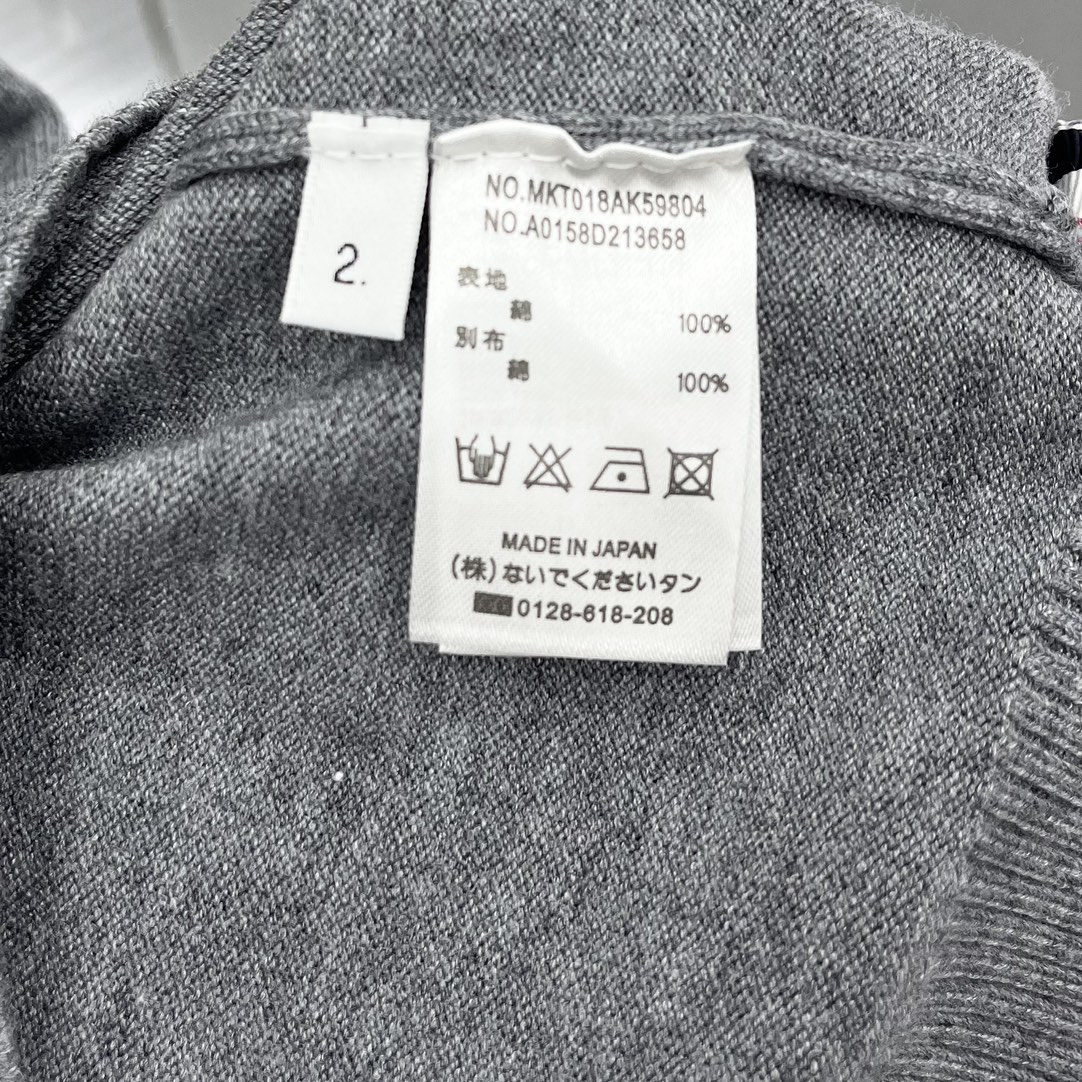 2.
NO.MKT018AK59804
NO.A0158D213658
表地
綿 100%
別布
綿 100%
MADE IN JAPAN
(株)ないでくださいタン
0128-618-208